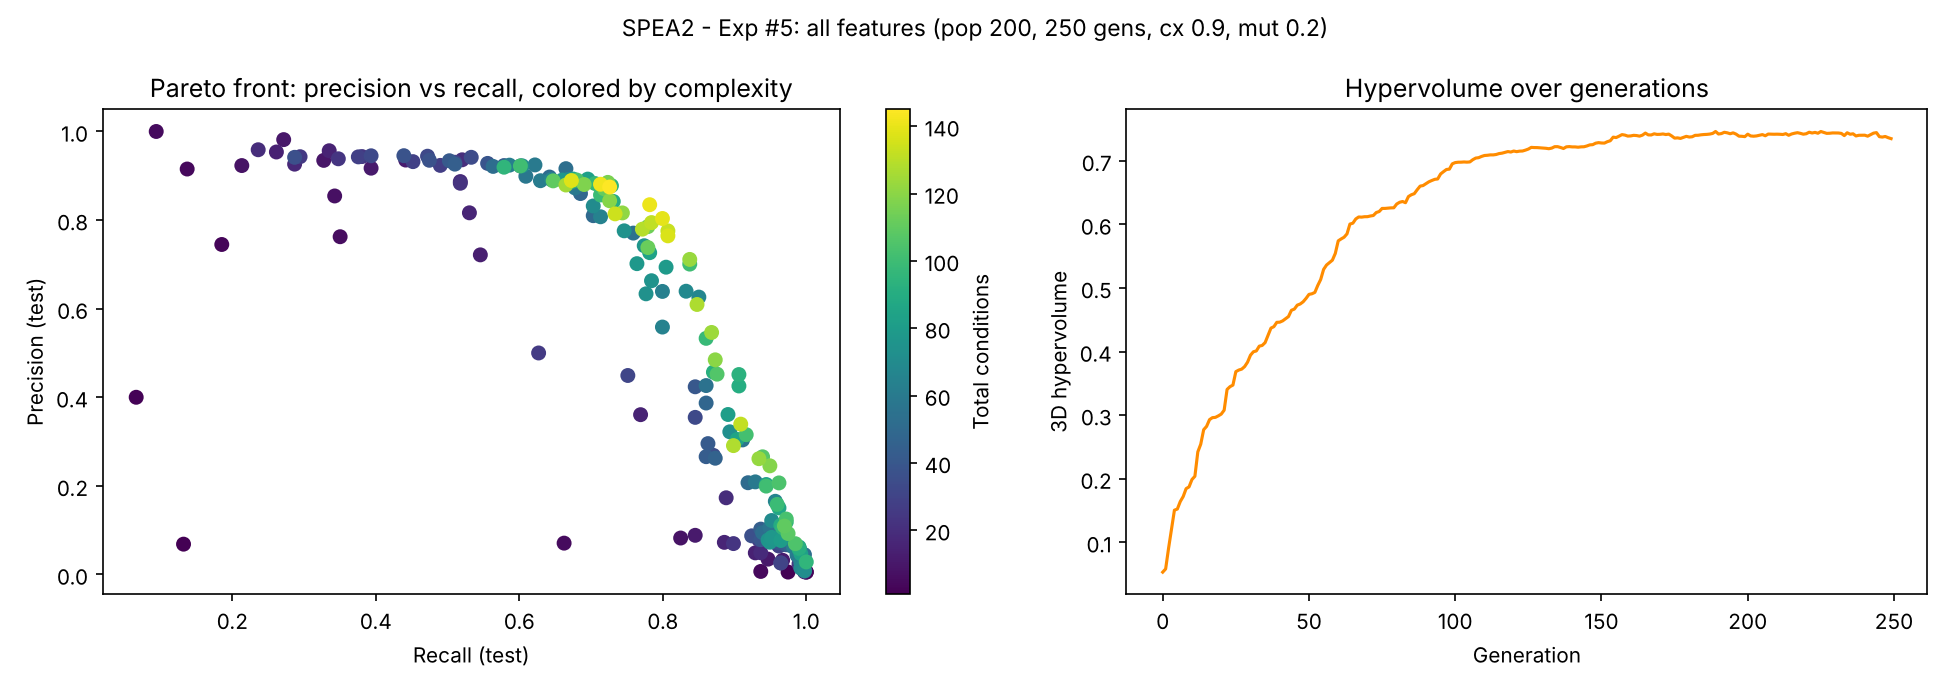 SPEA2 - Exp #5: all features (pop 200, 250 gens, cx 0.9, mut 0.2)
Pareto front: precision vs recall, colored by complexity
Precision (test)
1.0
0.8
0.6
0.4
0.2
0.0
0.2 0.4 0.6 0.8 1.0
Recall (test)
140
120
100
80
60
40
20
Total conditions
Hypervolume over generations
3D hypervolume
0.7
0.6
0.5
0.4
0.3
0.2
0.1
0 50 100 150 200 250
Generation